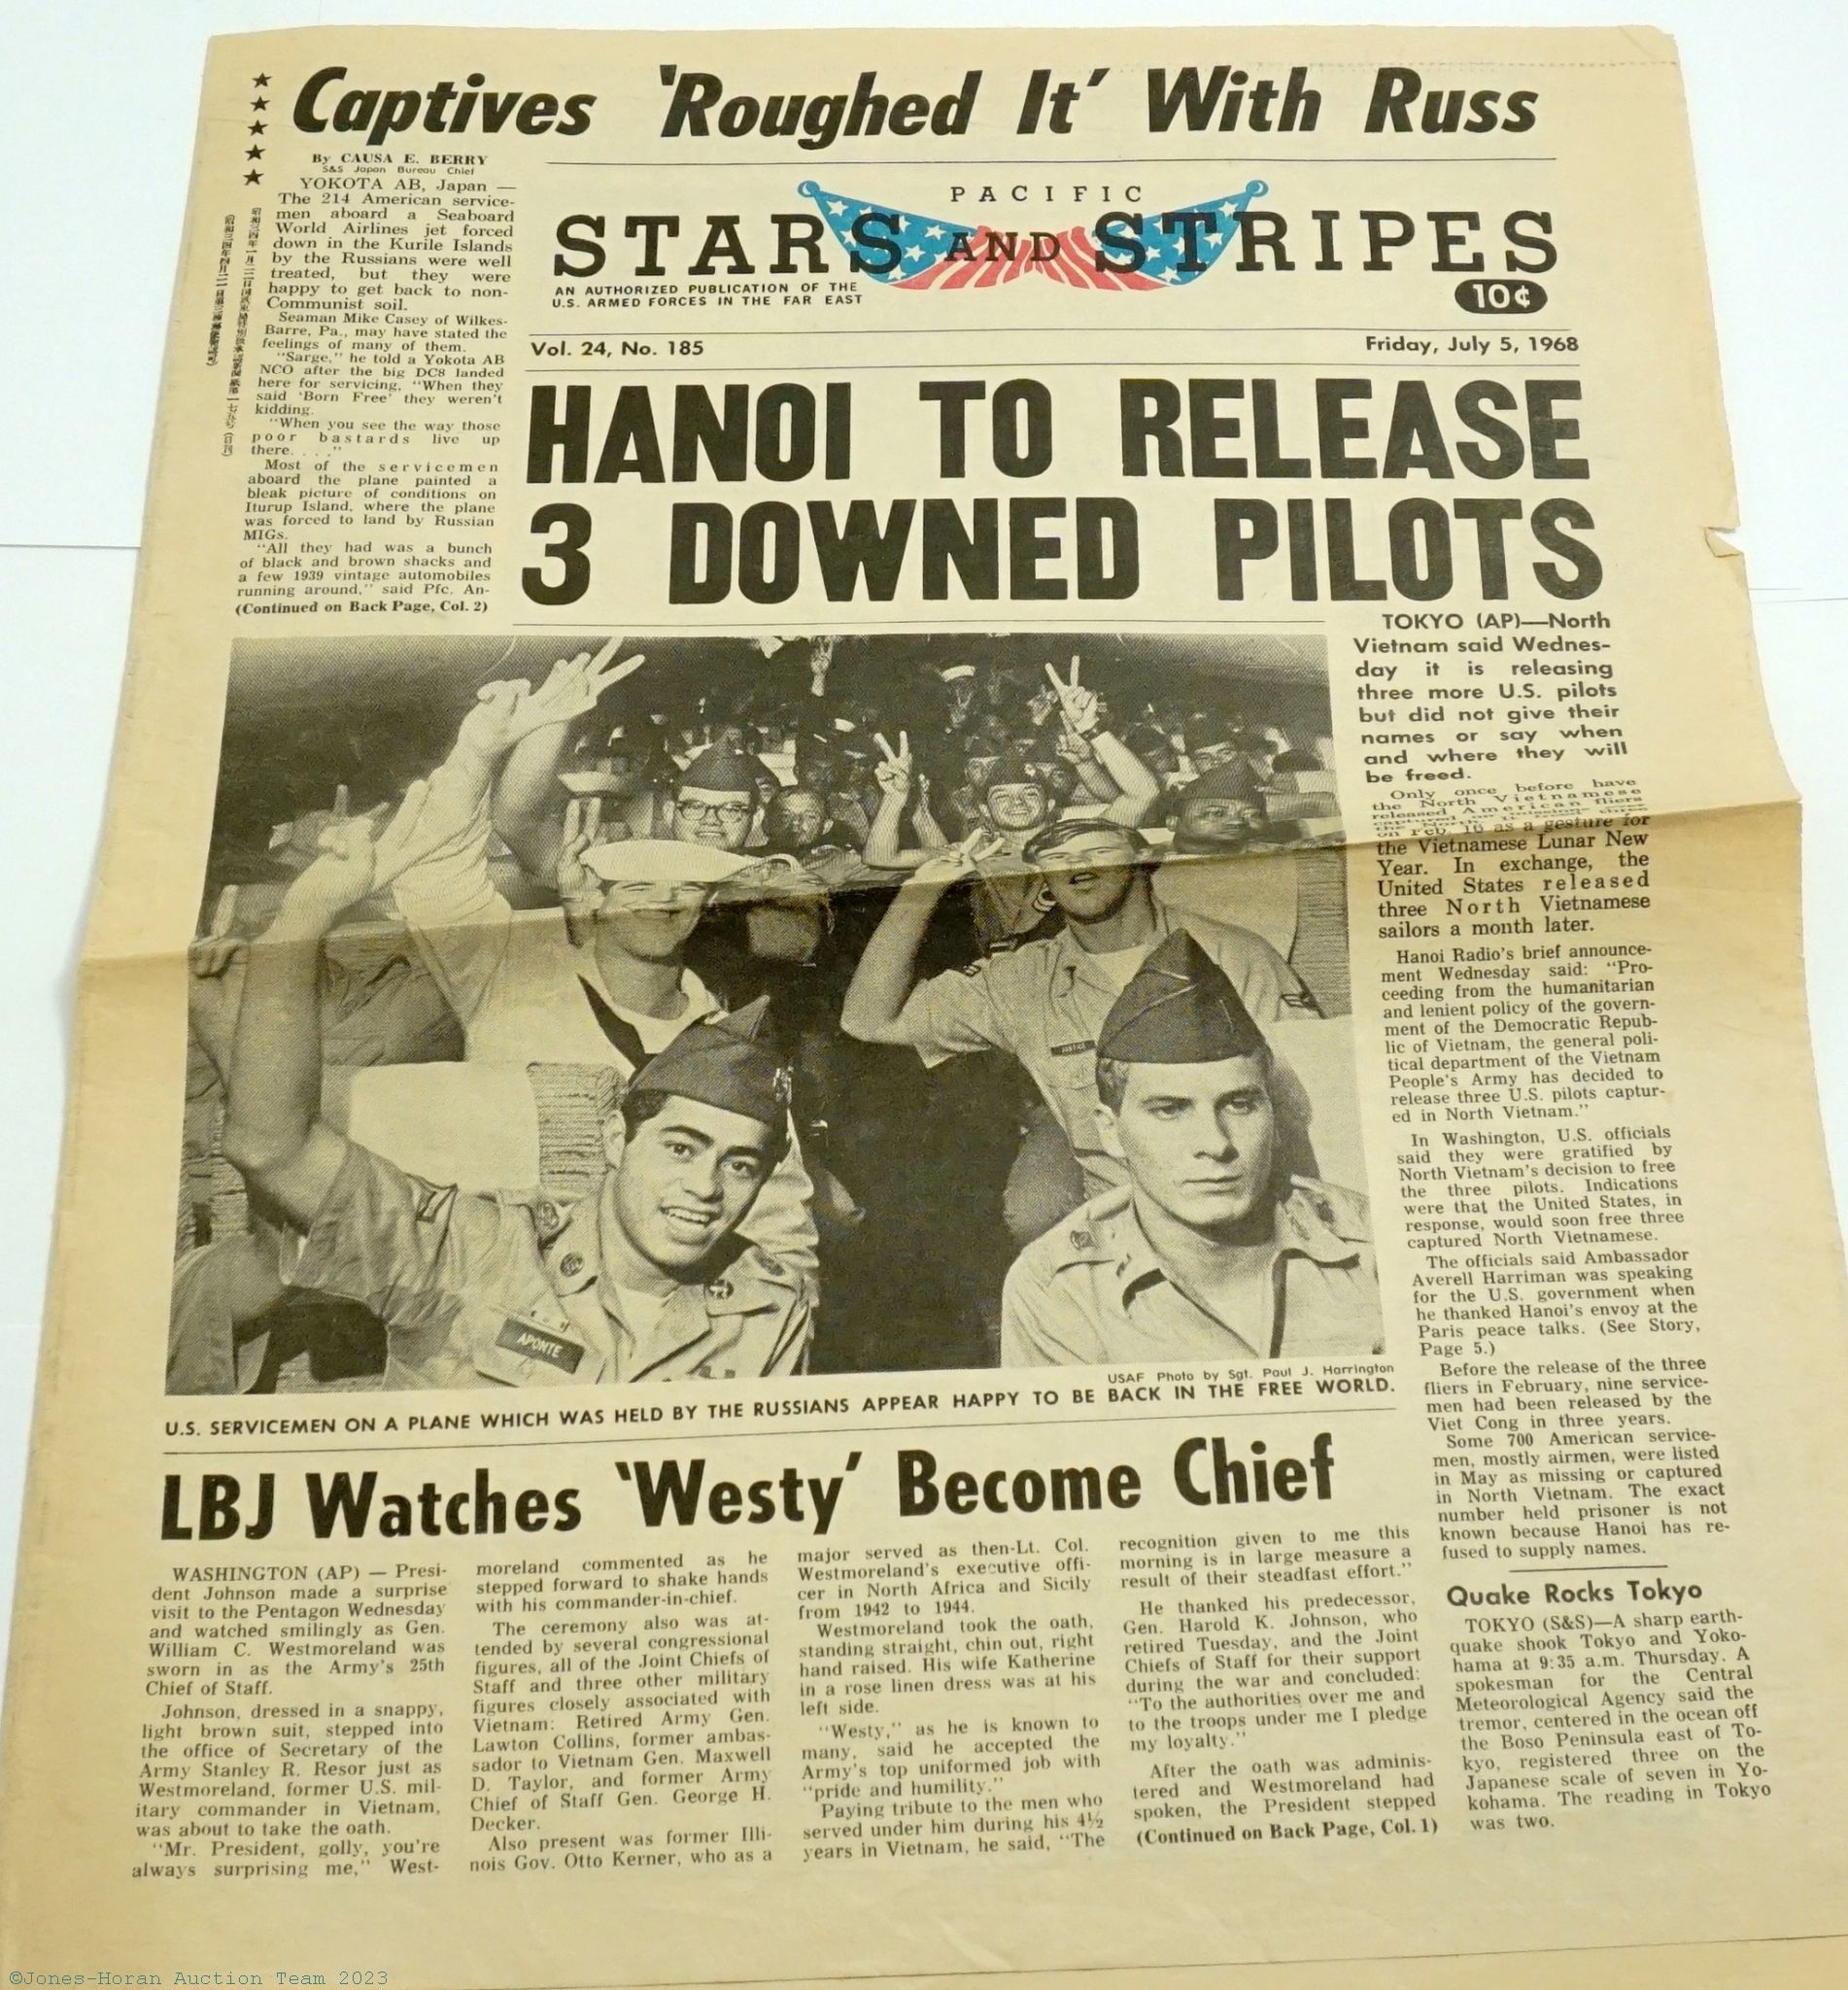 Captives 'Roughed It' With Russ
By CAUSA E. BERRY
S&S Japan Bureau Chief
YOKOTA AB, Japan —
The 214 American service-
men aboard a Seaboard
World Airlines jet forced
down in the Kurile Islands
by the Russians were well
treated, but they were
happy to get back to non-
Communist soil.
Seaman Mike Casey of Wilkes-
Barre, Pa., may have stated the
feelings of many of them.
"Sarge," he told a Yokota AB
NCO after the big DC8 landed
here for servicing, "When they
said 'Born Free' they weren't
kidding.
"When you see the way those
poor bastards live up
there. . . ."
Most of the servicemen
aboard the plane painted a
bleak picture of conditions on
Iturup Island, where the plane
was forced to land by Russian
MIGs.
"All they had was a bunch
of black and brown shacks and
a few 1939 vintage automobiles
running around," said Pfc. An-
(Continued on Back Page, Col. 2)
PACIFIC
STARS AND STRIPES
AN AUTHORIZED PUBLICATION OF THE
U.S. ARMED FORCES IN THE FAR EAST
10¢
Vol. 24, No. 185
Friday, July 5, 1968
HANOI TO RELEASE
3 DOWNED PILOTS
TOKYO (AP)—North
Vietnam said Wednes-
day it is releasing
three more U.S. pilots
but did not give their
names or say when
and where they will
be freed.
Only once before have
the North Vietnamese
released American fliers
on Feb. 16 as a gesture for
the Vietnamese Lunar New
Year. In exchange, the
United States released
three North Vietnamese
sailors a month later.
Hanoi Radio's brief announce-
ment Wednesday said: "Pro-
ceeding from the humanitarian
and lenient policy of the govern-
ment of the Democratic Repub-
lic of Vietnam, the general poli-
tical department of the Vietnam
People's Army has decided to
release three U.S. pilots captur-
ed in North Vietnam."
In Washington, U.S. officials
said they were gratified by
North Vietnam's decision to free
the three pilots. Indications
were that the United States, in
response, would soon free three
captured North Vietnamese.
The officials said Ambassador
Averell Harriman was speaking
for the U.S. government when
he thanked Hanoi's envoy at the
Paris peace talks. (See Story,
Page 5.)
Before the release of the three
fliers in February, nine service-
men had been released by the
Viet Cong in three years.
Some 700 American service-
men, mostly airmen, were listed
in May as missing or captured
in North Vietnam. The exact
number held prisoner is not
known because Hanoi has re-
fused to supply names.
APONTE
USAF Photo by Sgt. Paul J. Harrington
U.S. SERVICEMEN ON A PLANE WHICH WAS HELD BY THE RUSSIANS APPEAR HAPPY TO BE BACK IN THE FREE WORLD.
LBJ Watches 'Westy' Become Chief
WASHINGTON (AP) — Presi-
dent Johnson made a surprise
visit to the Pentagon Wednesday
and watched smilingly as Gen.
William C. Westmoreland was
sworn in as the Army's 25th
Chief of Staff.
Johnson, dressed in a snappy,
light brown suit, stepped into
the office of Secretary of the
Army Stanley R. Resor just as
Westmoreland, former U.S. mil-
itary commander in Vietnam,
was about to take the oath.
"Mr. President, golly, you're
always surprising me," West-
moreland commented as he
stepped forward to shake hands
with his commander-in-chief.
The ceremony also was at-
tended by several congressional
figures, all of the Joint Chiefs of
Staff and three other military
figures closely associated with
Vietnam: Retired Army Gen.
Lawton Collins, former ambas-
sador to Vietnam Gen. Maxwell
D. Taylor, and former Army
Chief of Staff Gen. George H.
Decker.
Also present was former Illi-
nois Gov. Otto Kerner, who as a
major served as then-Lt. Col.
Westmoreland's executive offi-
cer in North Africa and Sicily
from 1942 to 1944.
Westmoreland took the oath,
standing straight, chin out, right
hand raised. His wife Katherine
in a rose linen dress was at his
left side.
"Westy," as he is known to
many, said he accepted the
Army's top uniformed job with
"pride and humility."
Paying tribute to the men who
served under him during his 4½
years in Vietnam, he said, "The
recognition given to me this
morning is in large measure a
result of their steadfast effort."
He thanked his predecessor,
Gen. Harold K. Johnson, who
retired Tuesday, and the Joint
Chiefs of Staff for their support
during the war and concluded:
"To the authorities over me and
to the troops under me I pledge
my loyalty."
After the oath was adminis-
tered and Westmoreland had
spoken, the President stepped
(Continued on Back Page, Col. 1)
Quake Rocks Tokyo
TOKYO (S&S)—A sharp earth-
quake shook Tokyo and Yoko-
hama at 9:35 a.m. Thursday. A
spokesman for the Central
Meteorological Agency said the
tremor, centered in the ocean off
the Boso Peninsula east of To-
kyo, registered three on the
Japanese scale of seven in Yo-
kohama. The reading in Tokyo
was two.
©Jones-Horan Auction Team 2023